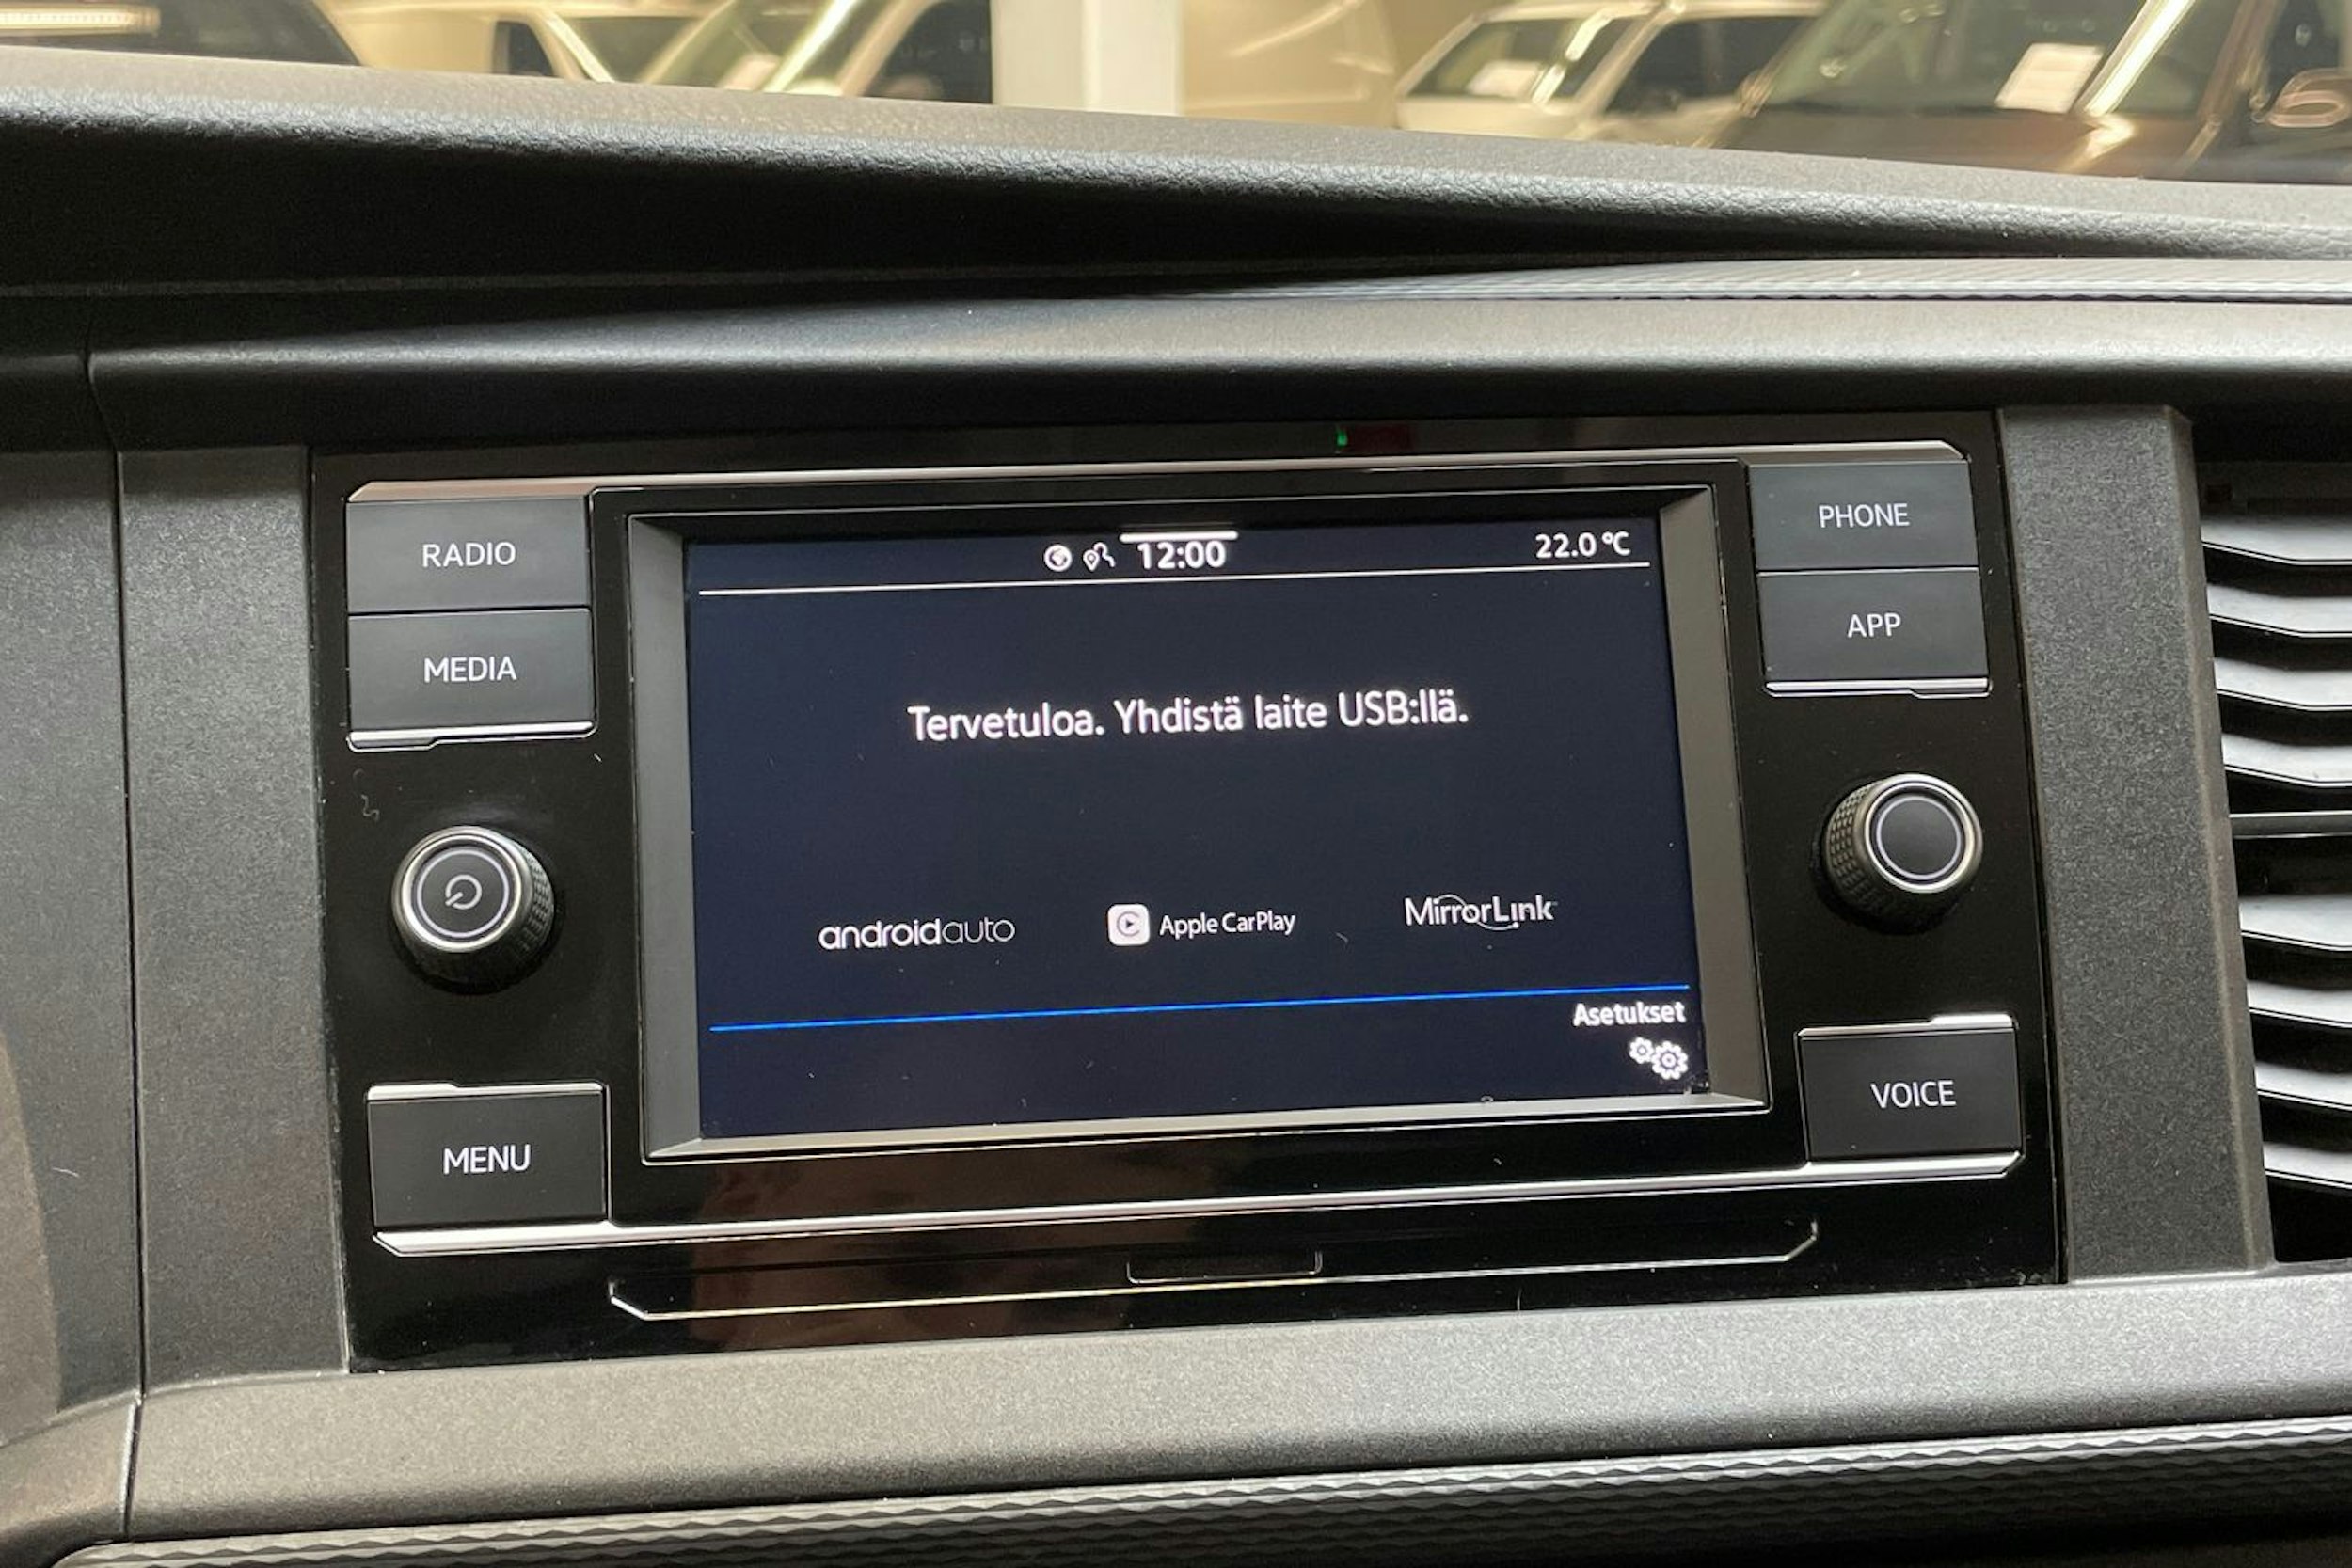 RADIO
MEDIA
MENU
12:00
22.0 °C
Tervetuloa. Yhdistä laite USB:llä.
androidauto
Apple CarPlay
MirrorLink™
Asetukset
PHONE
APP
VOICE